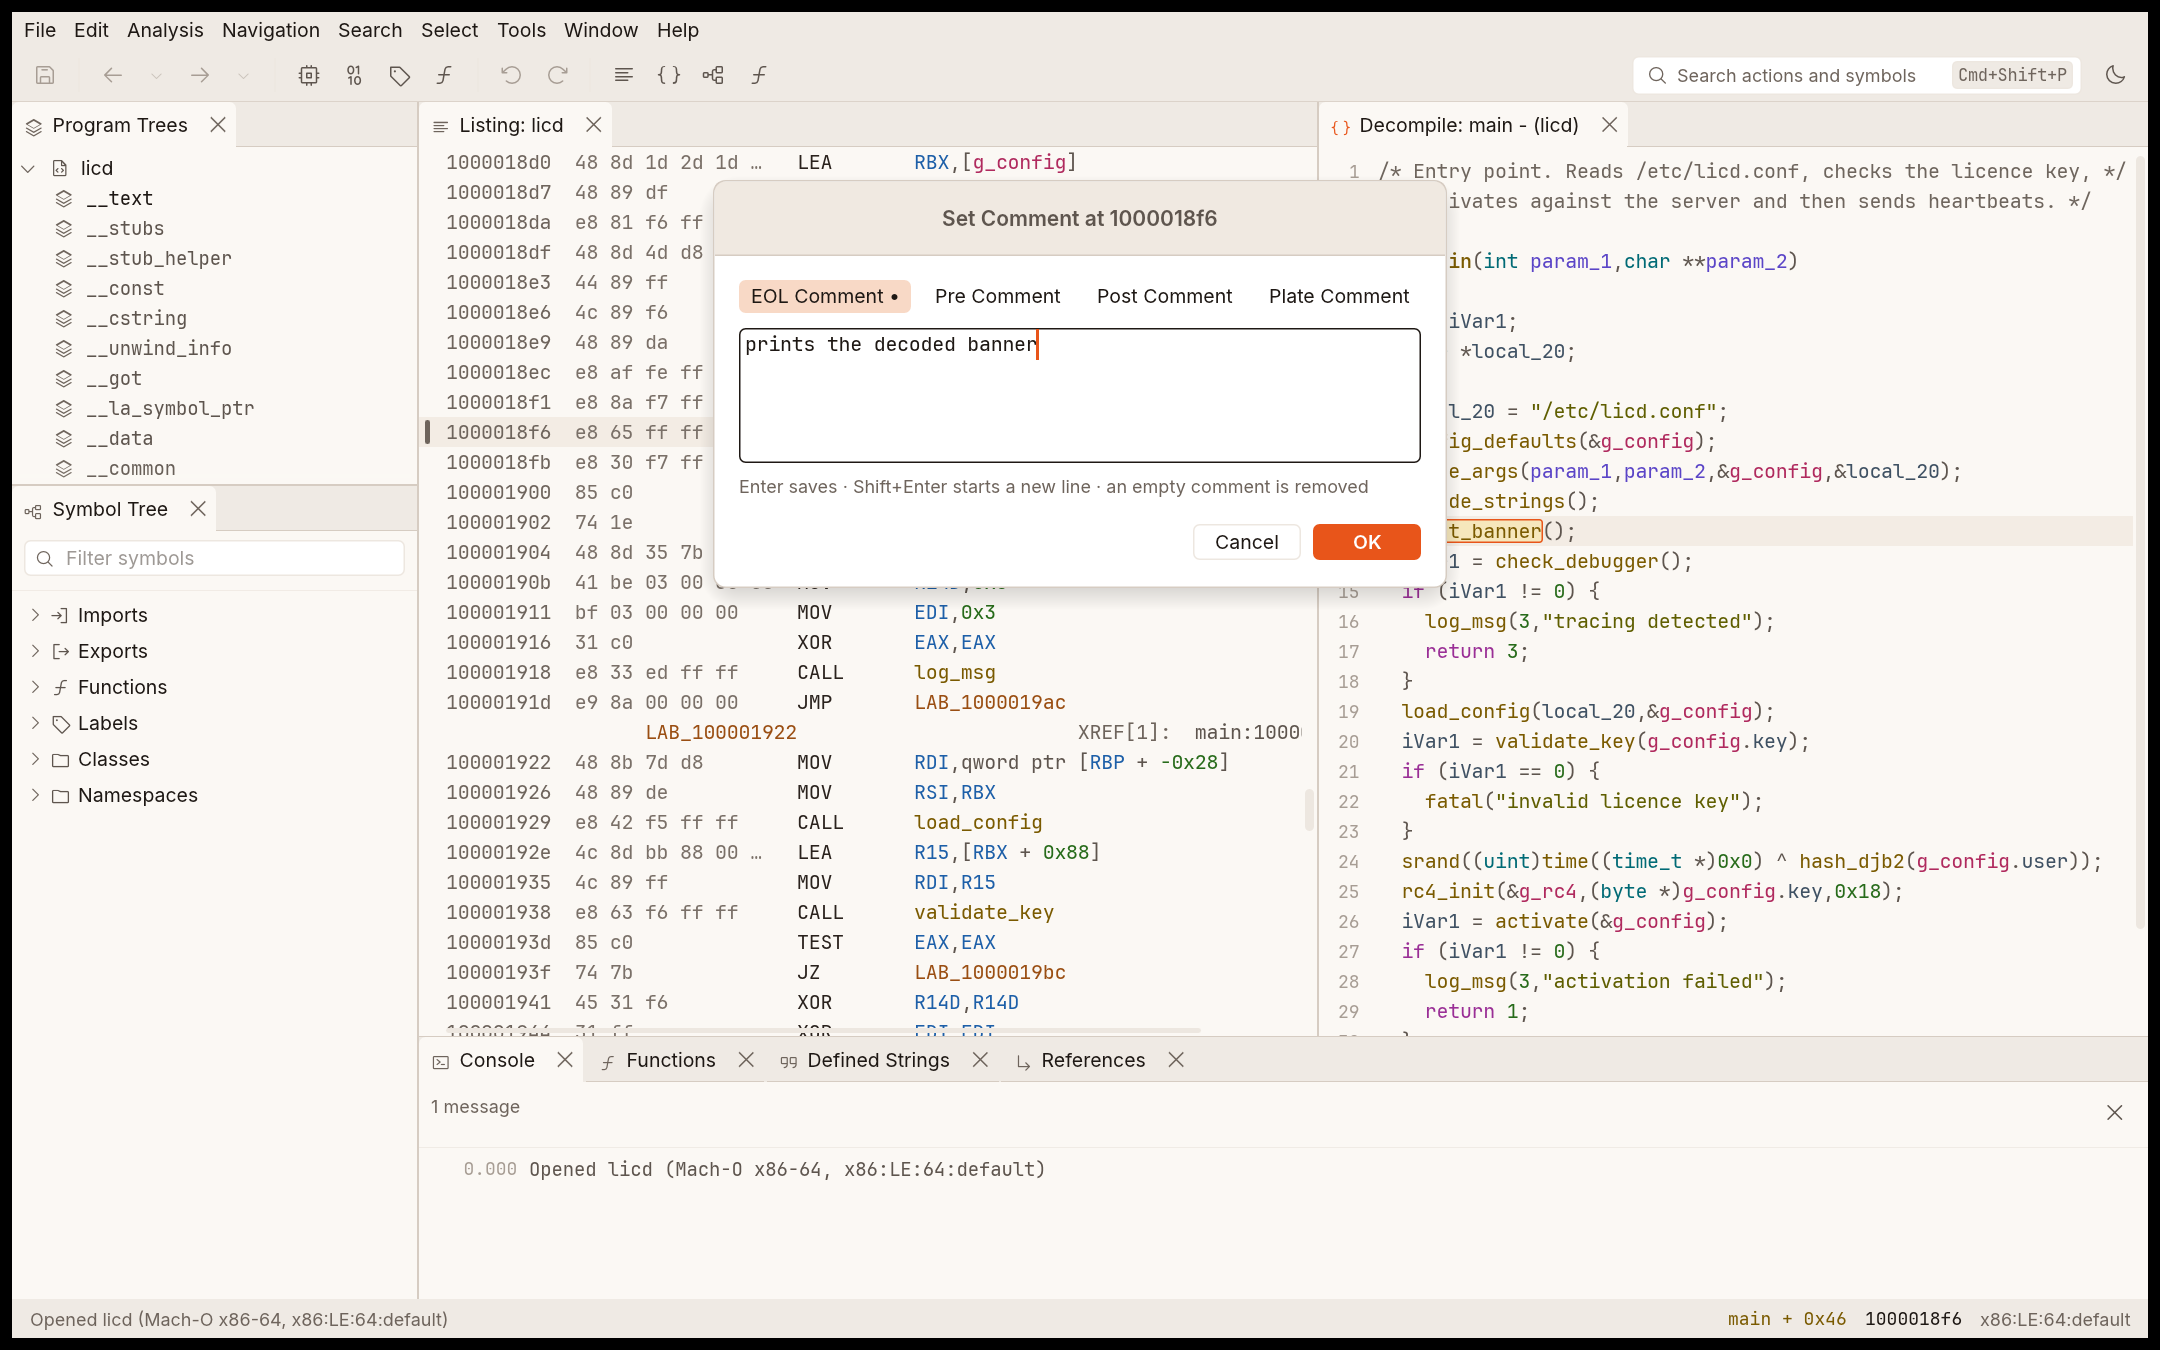 File Edit Analysis Navigation Search Select Tools Window Help
Search actions and symbols Cmd+Shift+P
Program Trees
licd
__text
__stubs
__stub_helper
__const
__cstring
__unwind_info
__got
__la_symbol_ptr
__data
__common
Symbol Tree
Filter symbols
Imports
Exports
Functions
Labels
Classes
Namespaces
Listing: licd
1000018d0 48 8d 1d 2d 1d … LEA RBX,[g_config]
1000018d7 48 89 df
1000018da e8 81 f6 ff
1000018df 48 8d 4d d8
1000018e3 44 89 ff
1000018e6 4c 89 f6
1000018e9 48 89 da
1000018ec e8 af fe ff
1000018f1 e8 8a f7 ff
1000018f6 e8 65 ff ff
1000018fb e8 30 f7 ff
100001900 85 c0
100001902 74 1e
100001904 48 8d 35 7b
10000190b 41 be 03 00
100001911 bf 03 00 00 00 MOV EDI,0x3
100001916 31 c0 XOR EAX,EAX
100001918 e8 33 ed ff ff CALL log_msg
10000191d e9 8a 00 00 00 JMP LAB_1000019ac
LAB_100001922 XREF[1]: main:1000
100001922 48 8b 7d d8 MOV RDI,qword ptr [RBP + -0x28]
100001926 48 89 de MOV RSI,RBX
100001929 e8 42 f5 ff ff CALL load_config
10000192e 4c 8d bb 88 00 … LEA R15,[RBX + 0x88]
100001935 4c 89 ff MOV RDI,R15
100001938 e8 63 f6 ff ff CALL validate_key
10000193d 85 c0 TEST EAX,EAX
10000193f 74 7b JZ LAB_1000019bc
100001941 45 31 f6 XOR R14D,R14D
Set Comment at 1000018f6
EOL Comment • Pre Comment Post Comment Plate Comment
prints the decoded banner
Enter saves · Shift+Enter starts a new line · an empty comment is removed
Cancel OK
Decompile: main - (licd)
1 /* Entry point. Reads /etc/licd.conf, checks the licence key, */
ivates against the server and then sends heartbeats. */
in(int param_1,char **param_2)
iVar1;
*local_20;
l_20 = "/etc/licd.conf";
ig_defaults(&g_config);
e_args(param_1,param_2,&g_config,&local_20);
de_strings();
t_banner();
1 = check_debugger();
15 if (iVar1 != 0) {
16 log_msg(3,"tracing detected");
17 return 3;
18 }
19 load_config(local_20,&g_config);
20 iVar1 = validate_key(g_config.key);
21 if (iVar1 == 0) {
22 fatal("invalid licence key");
23 }
24 srand((uint)time((time_t *)0x0) ^ hash_djb2(g_config.user));
25 rc4_init(&g_rc4,(byte *)g_config.key,0x18);
26 iVar1 = activate(&g_config);
27 if (iVar1 != 0) {
28 log_msg(3,"activation failed");
29 return 1;
Console Functions Defined Strings References
1 message
0.000 Opened licd (Mach-O x86-64, x86:LE:64:default)
Opened licd (Mach-O x86-64, x86:LE:64:default)
main + 0x46 1000018f6 x86:LE:64:default